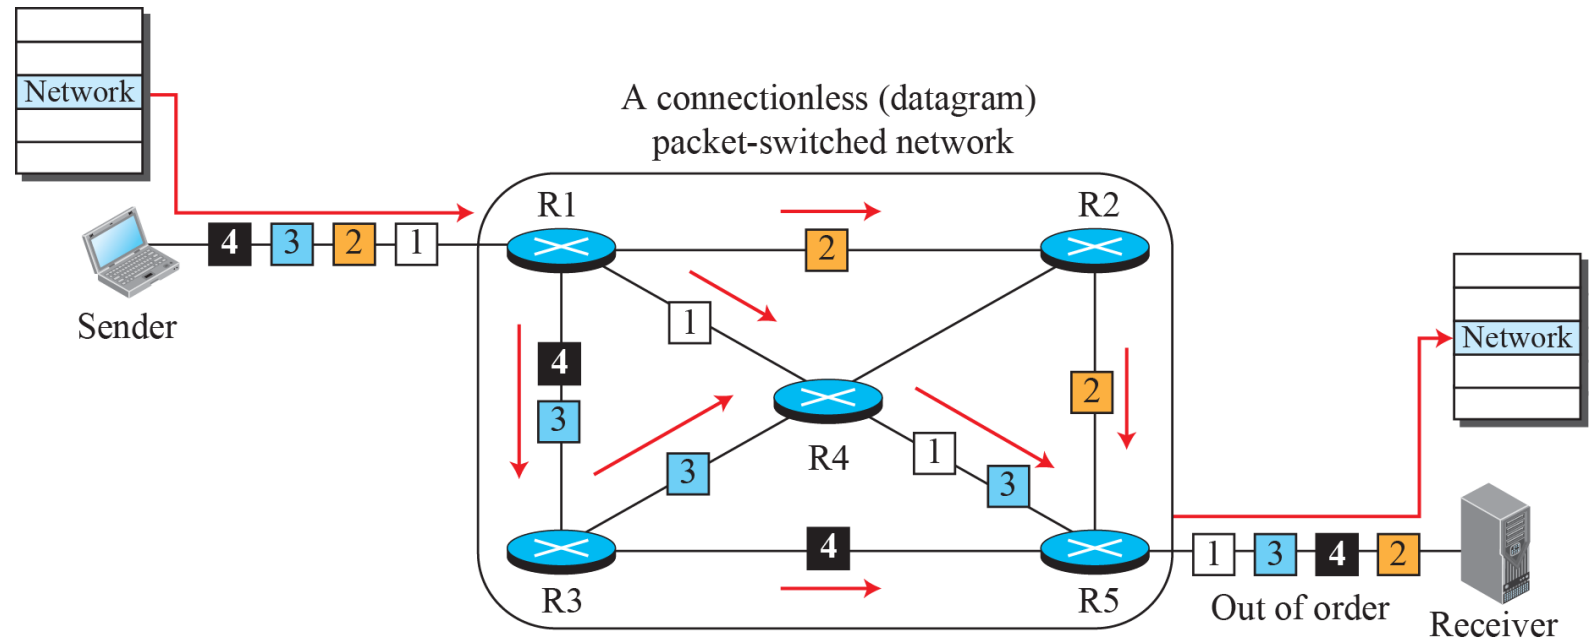 Network
A connectionless (datagram)
packet-switched network
R1
R2
4 3 2 1
2
Sender
1
Network
4
2
3
R4
1
3
3
4
1 3 4 2
R3
R5
Out of order
Receiver